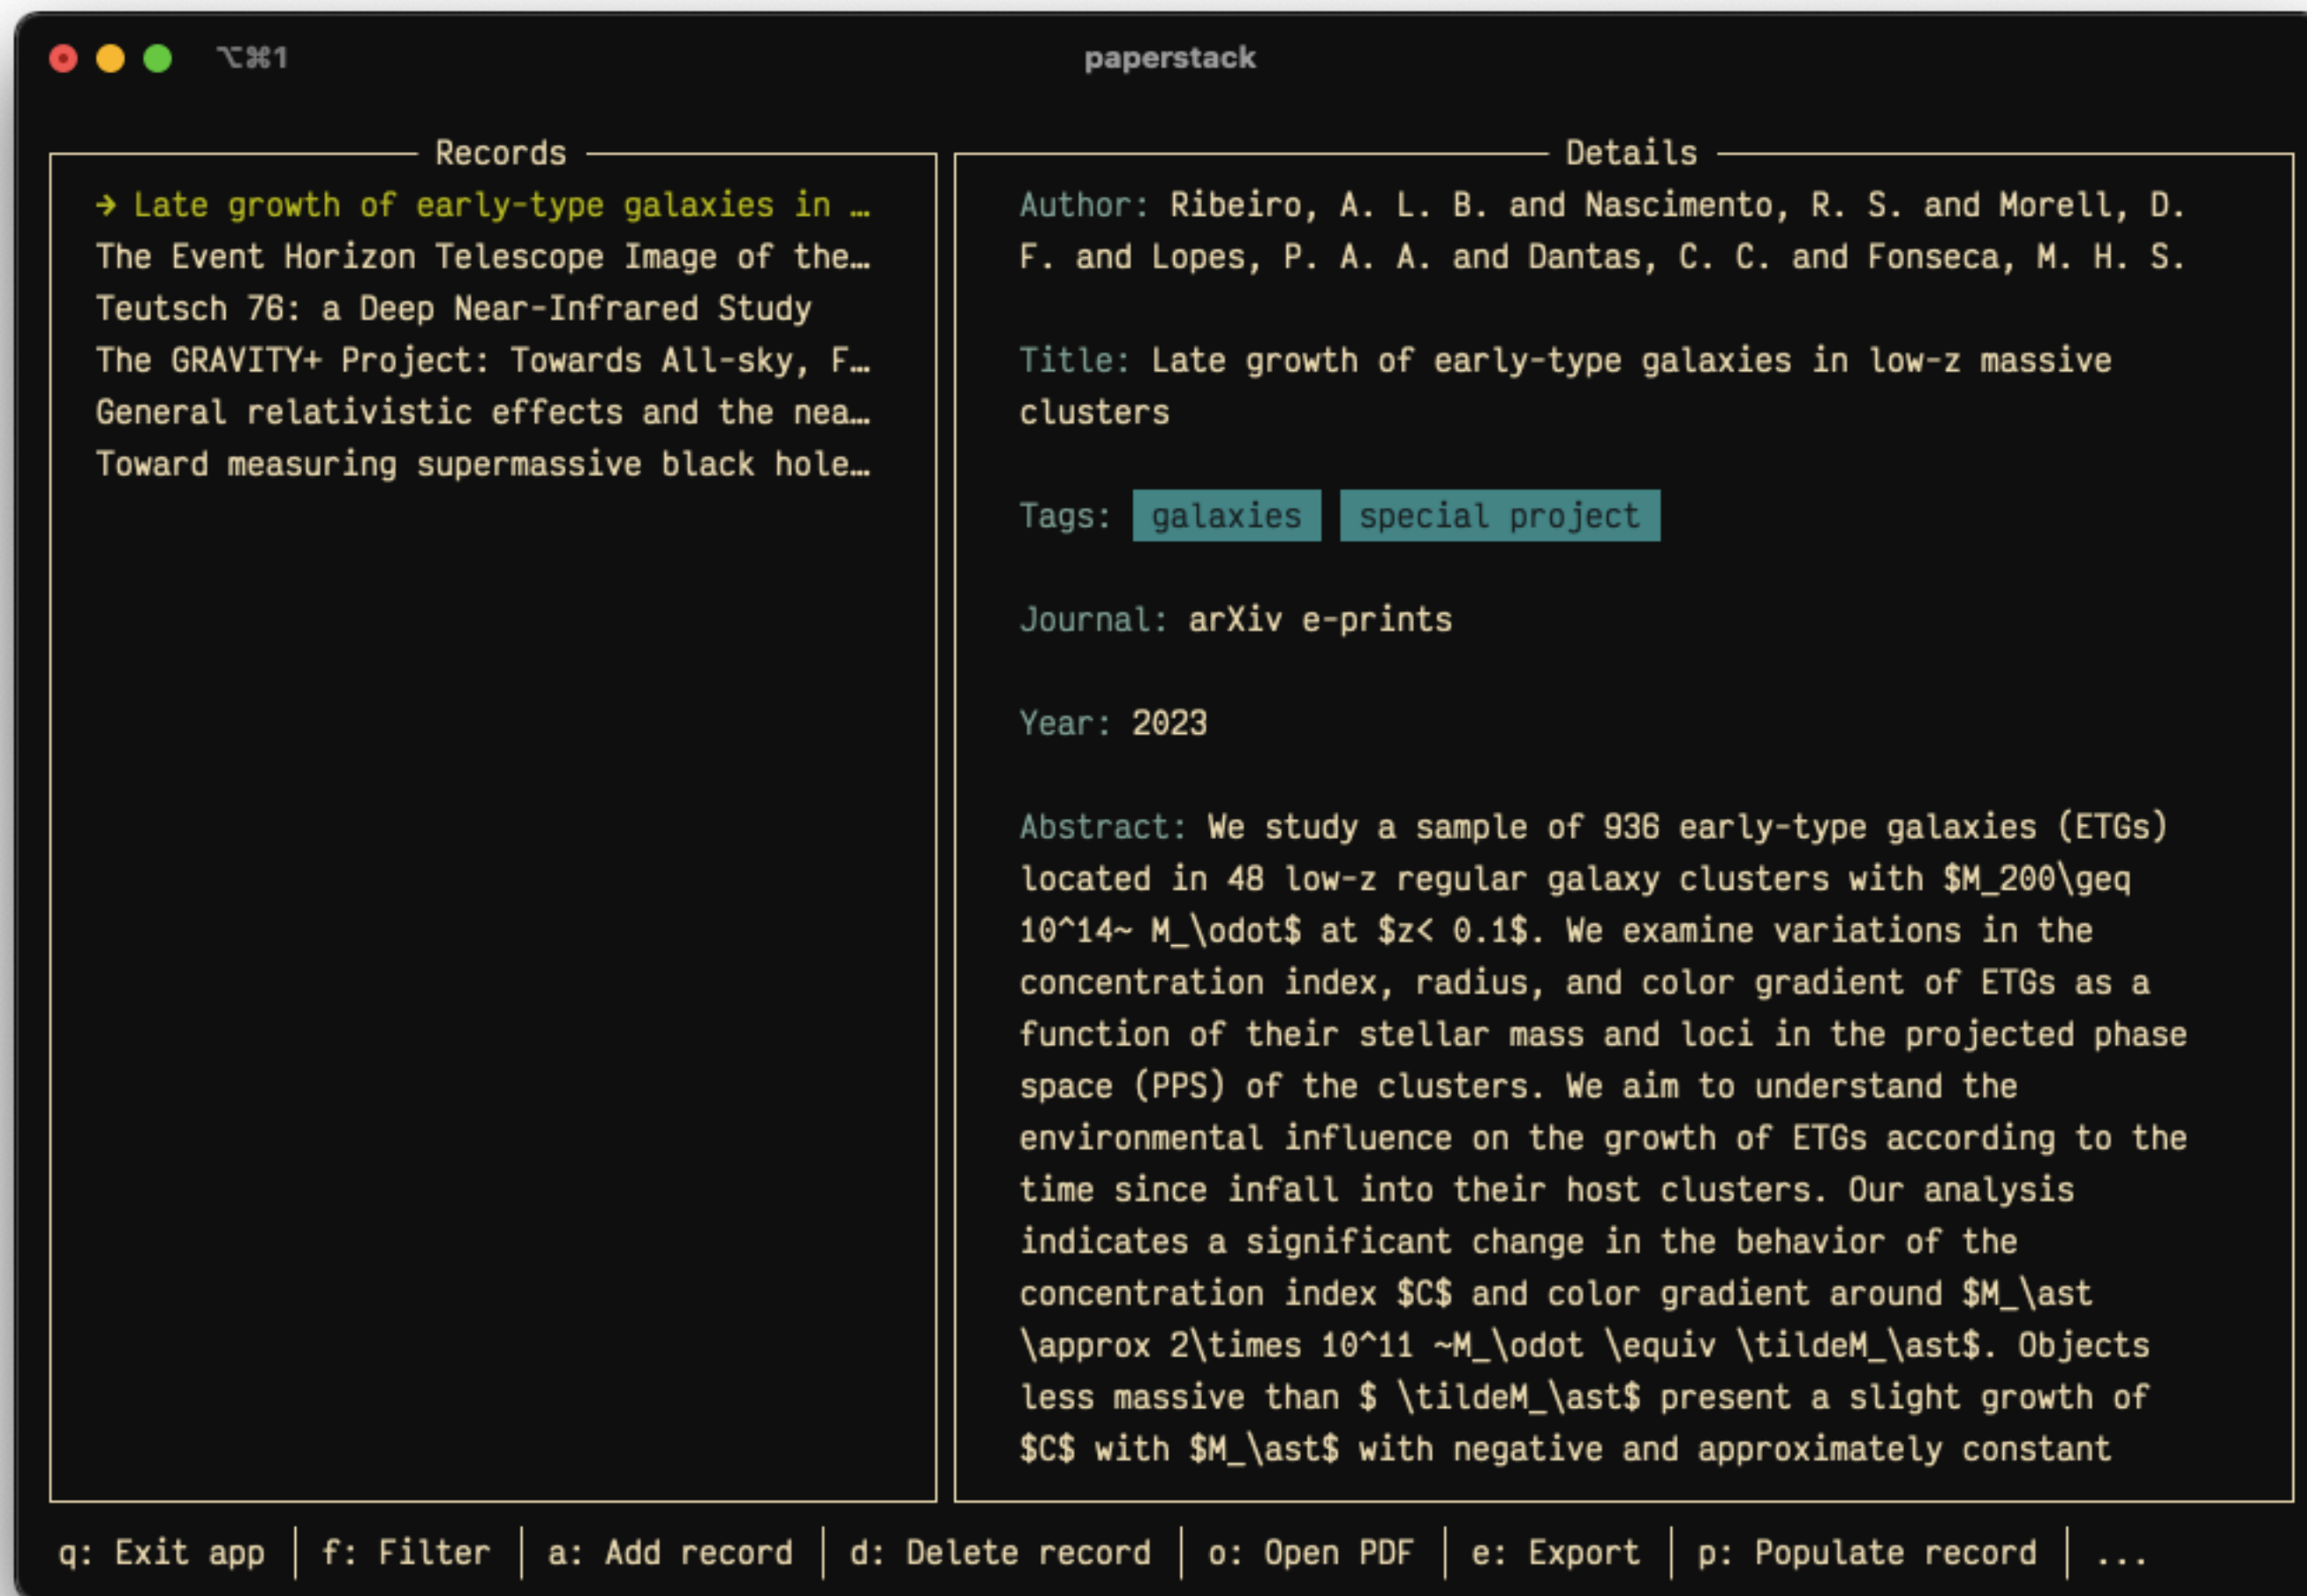 ⌥⌘1 paperstack
Records
→ Late growth of early-type galaxies in …
The Event Horizon Telescope Image of the…
Teutsch 76: a Deep Near-Infrared Study
The GRAVITY+ Project: Towards All-sky, F…
General relativistic effects and the nea…
Toward measuring supermassive black hole…
Details
Author: Ribeiro, A. L. B. and Nascimento, R. S. and Morell, D.
F. and Lopes, P. A. A. and Dantas, C. C. and Fonseca, M. H. S.
Title: Late growth of early-type galaxies in low-z massive
clusters
Tags: galaxies special project
Journal: arXiv e-prints
Year: 2023
Abstract: We study a sample of 936 early-type galaxies (ETGs)
located in 48 low-z regular galaxy clusters with $M_200\geq
10^14~ M_\odot$ at $z< 0.1$. We examine variations in the
concentration index, radius, and color gradient of ETGs as a
function of their stellar mass and loci in the projected phase
space (PPS) of the clusters. We aim to understand the
environmental influence on the growth of ETGs according to the
time since infall into their host clusters. Our analysis
indicates a significant change in the behavior of the
concentration index $C$ and color gradient around $M_\ast
\approx 2\times 10^11 ~M_\odot \equiv \tildeM_\ast$. Objects
less massive than $ \tildeM_\ast$ present a slight growth of
$C$ with $M_\ast$ with negative and approximately constant
q: Exit app │ f: Filter │ a: Add record │ d: Delete record │ o: Open PDF │ e: Export │ p: Populate record │ ...